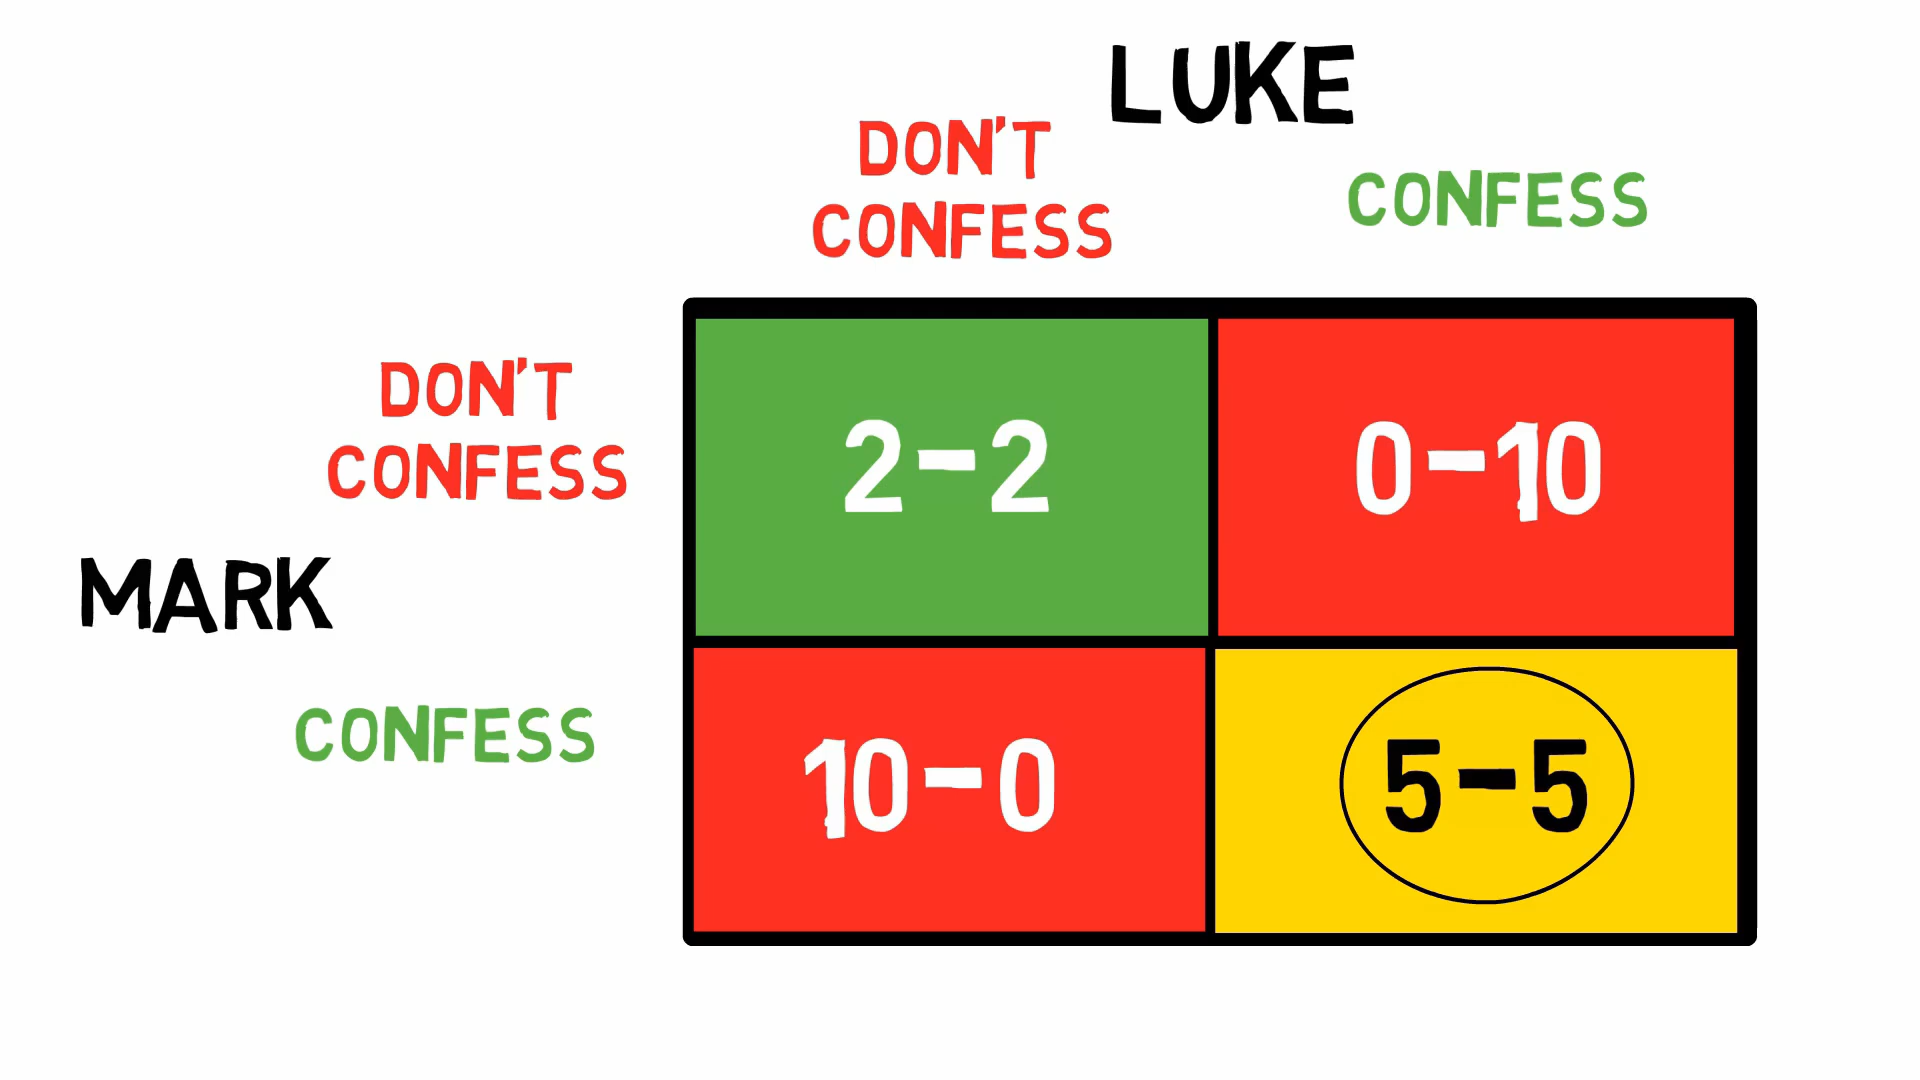 LUKE
DON'T
CONFESS
CONFESS
DON'T
CONFESS
2-2
0-10
MARK
CONFESS
10-0
5-5